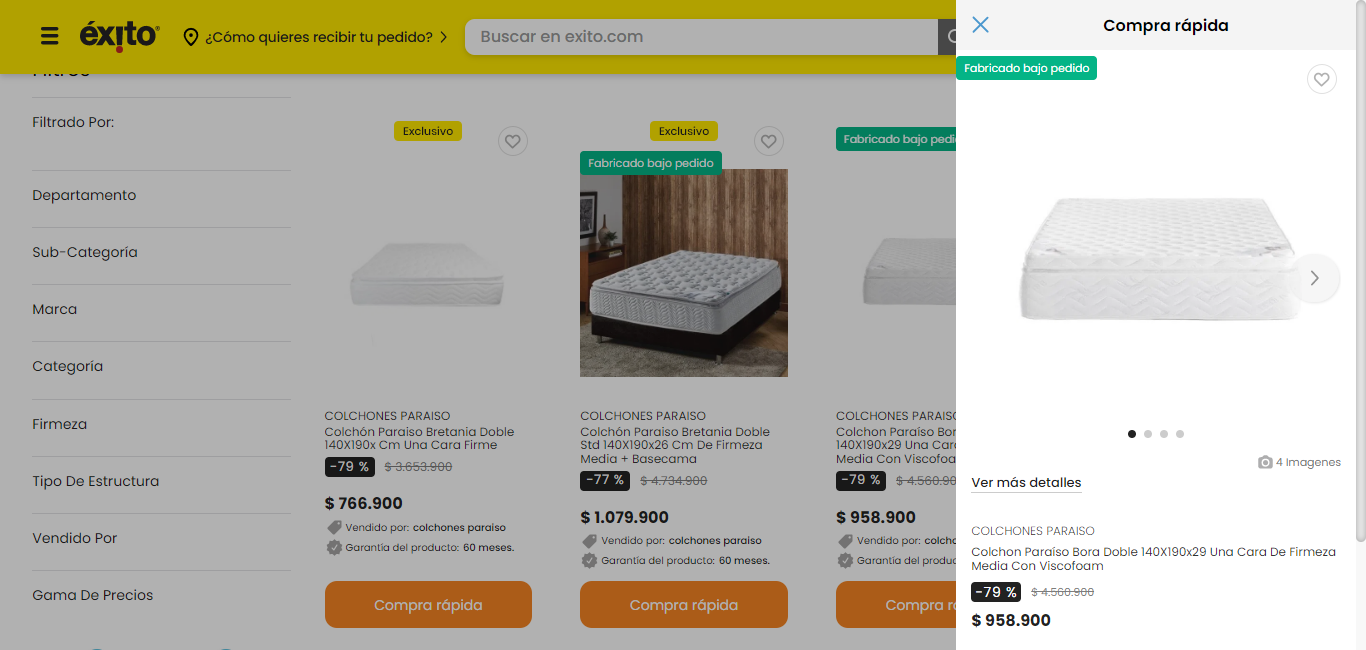 éxito
¿Cómo quieres recibir tu pedido?
Buscar en exito.com
Filtros
Filtrado Por:
Departamento
Sub-Categoría
Marca
Categoría
Firmeza
Tipo De Estructura
Vendido Por
Gama De Precios
Exclusivo
COLCHONES PARAISO
Colchón Paraiso Bretania Doble
140X190x Cm Una Cara Firme
-79 % $ 3.653.900
$ 766.900
Vendido por: colchones paraiso
Garantía del producto: 60 meses.
Compra rápida
Exclusivo
Fabricado bajo pedido
COLCHONES PARAISO
Colchón Paraiso Bretania Doble
Std 140X190x26 Cm De Firmeza
Media + Basecama
-77 % $ 4.734.900
$ 1.079.900
Vendido por: colchones paraiso
Garantía del producto: 60 meses.
Compra rápida
Fabricado bajo pedi
COLCHONES PARAISO
Colchon Paraíso Bor
140X190x29 Una Cara
Media Con Viscofoa
-79 % $ 4.560.90
$ 958.900
Vendido por: colcho
Garantía del produc
Compra r
Compra rápida
Fabricado bajo pedido
4 Imagenes
Ver más detalles
COLCHONES PARAISO
Colchon Paraíso Bora Doble 140X190x29 Una Cara De Firmeza
Media Con Viscofoam
-79 % $ 4.560.900
$ 958.900